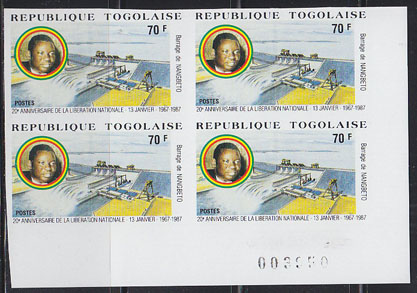 REPUBLIQUE TOGOLAISE
70 F
Barrage de NANGBETO
POSTES
20e ANNIVERSAIRE DE LA LIBERATION NATIONALE - 13 JANVIER - 1967-1987
REPUBLIQUE TOGOLAISE
70 F
Barrage de NANGBETO
POSTES
20e ANNIVERSAIRE DE LA LIBERATION NATIONALE - 13 JANVIER - 1967-1987
REPUBLIQUE TOGOLAISE
70 F
Barrage de NANGBETO
POSTES
20e ANNIVERSAIRE DE LA LIBERATION NATIONALE - 13 JANVIER - 1967-1987
REPUBLIQUE TOGOLAISE
70 F
Barrage de NANGBETO
POSTES
20e ANNIVERSAIRE DE LA LIBERATION NATIONALE - 13 JANVIER - 1967-1987